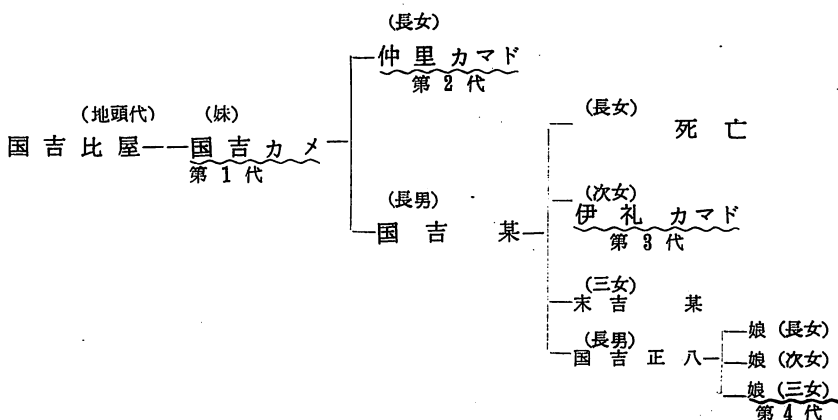 (長女)
仲里カマド
第2代
(地頭代) (妹)
国吉比屋──国吉カメ
第1代
(長男)
国吉 某
(長女)
死亡
(次女)
伊礼カマド
第3代
(三女)
末吉 某
(長男)
国吉正八
娘(長女)
娘(次女)
娘(三女)
第4代